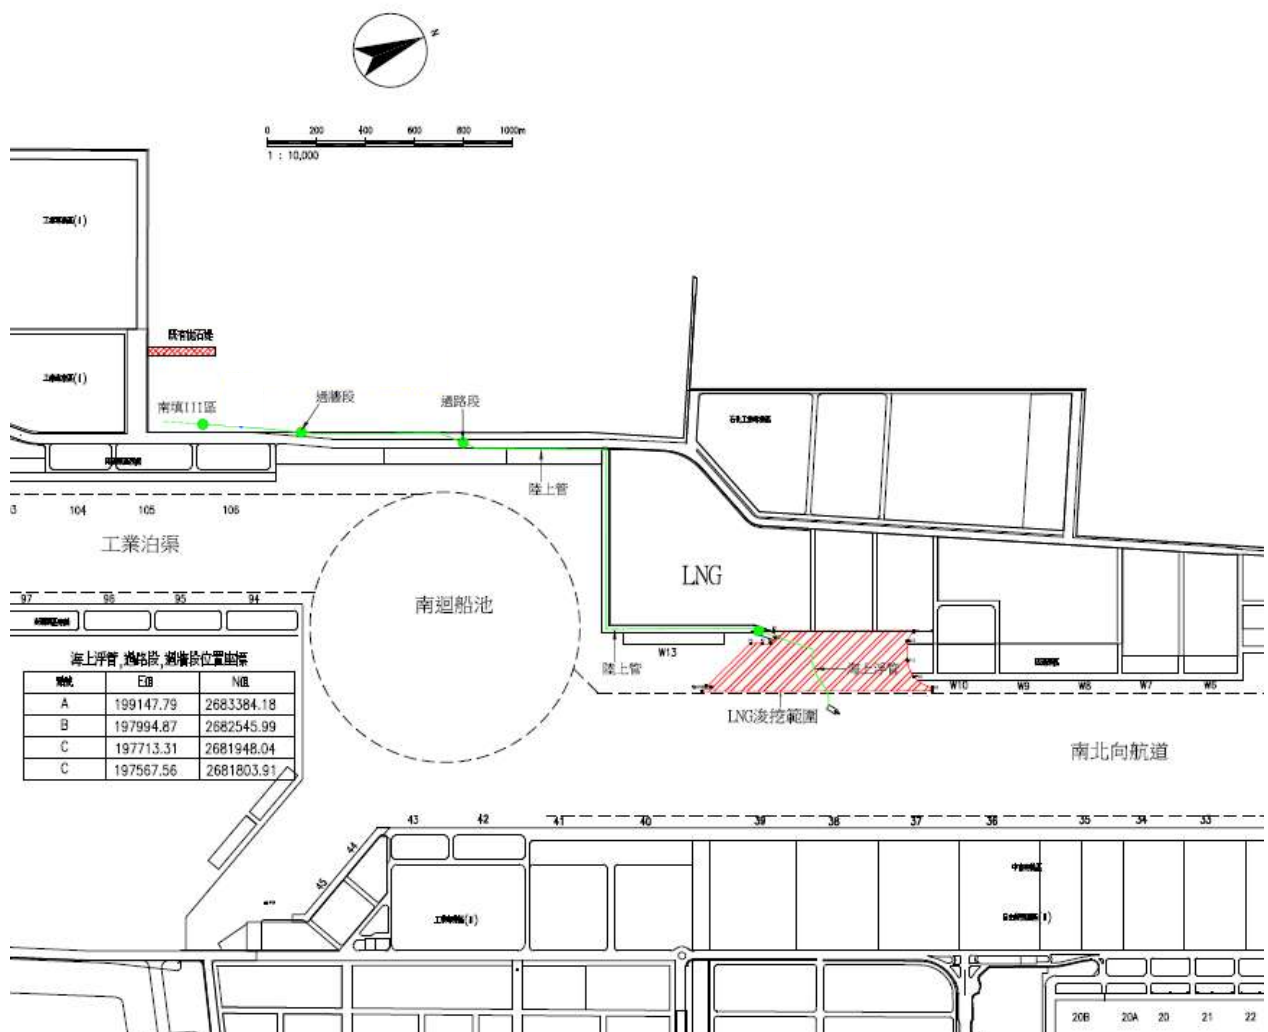 N
0 200 400 600 800 1000m
1 : 10,000
既有拋石堤
南填III區
過牆段
過路段
陸上管
104 105 106
工業泊渠
97 96 95 94
南迴船池
LNG
陸上管
W13
海上浮管
W10 W9 W8 W7 W6
LNG浚挖範圍
南北向航道
海上浮管,過路段,過牆段位置座標
點號 E值 N值
A 199147.79 2683384.18
B 197994.87 2682545.99
C 197713.31 2681948.04
C 197567.56 2681803.91
43 42 41 40 39 38 37 36 35 34 33
44
45
20B 20A 20 21 22